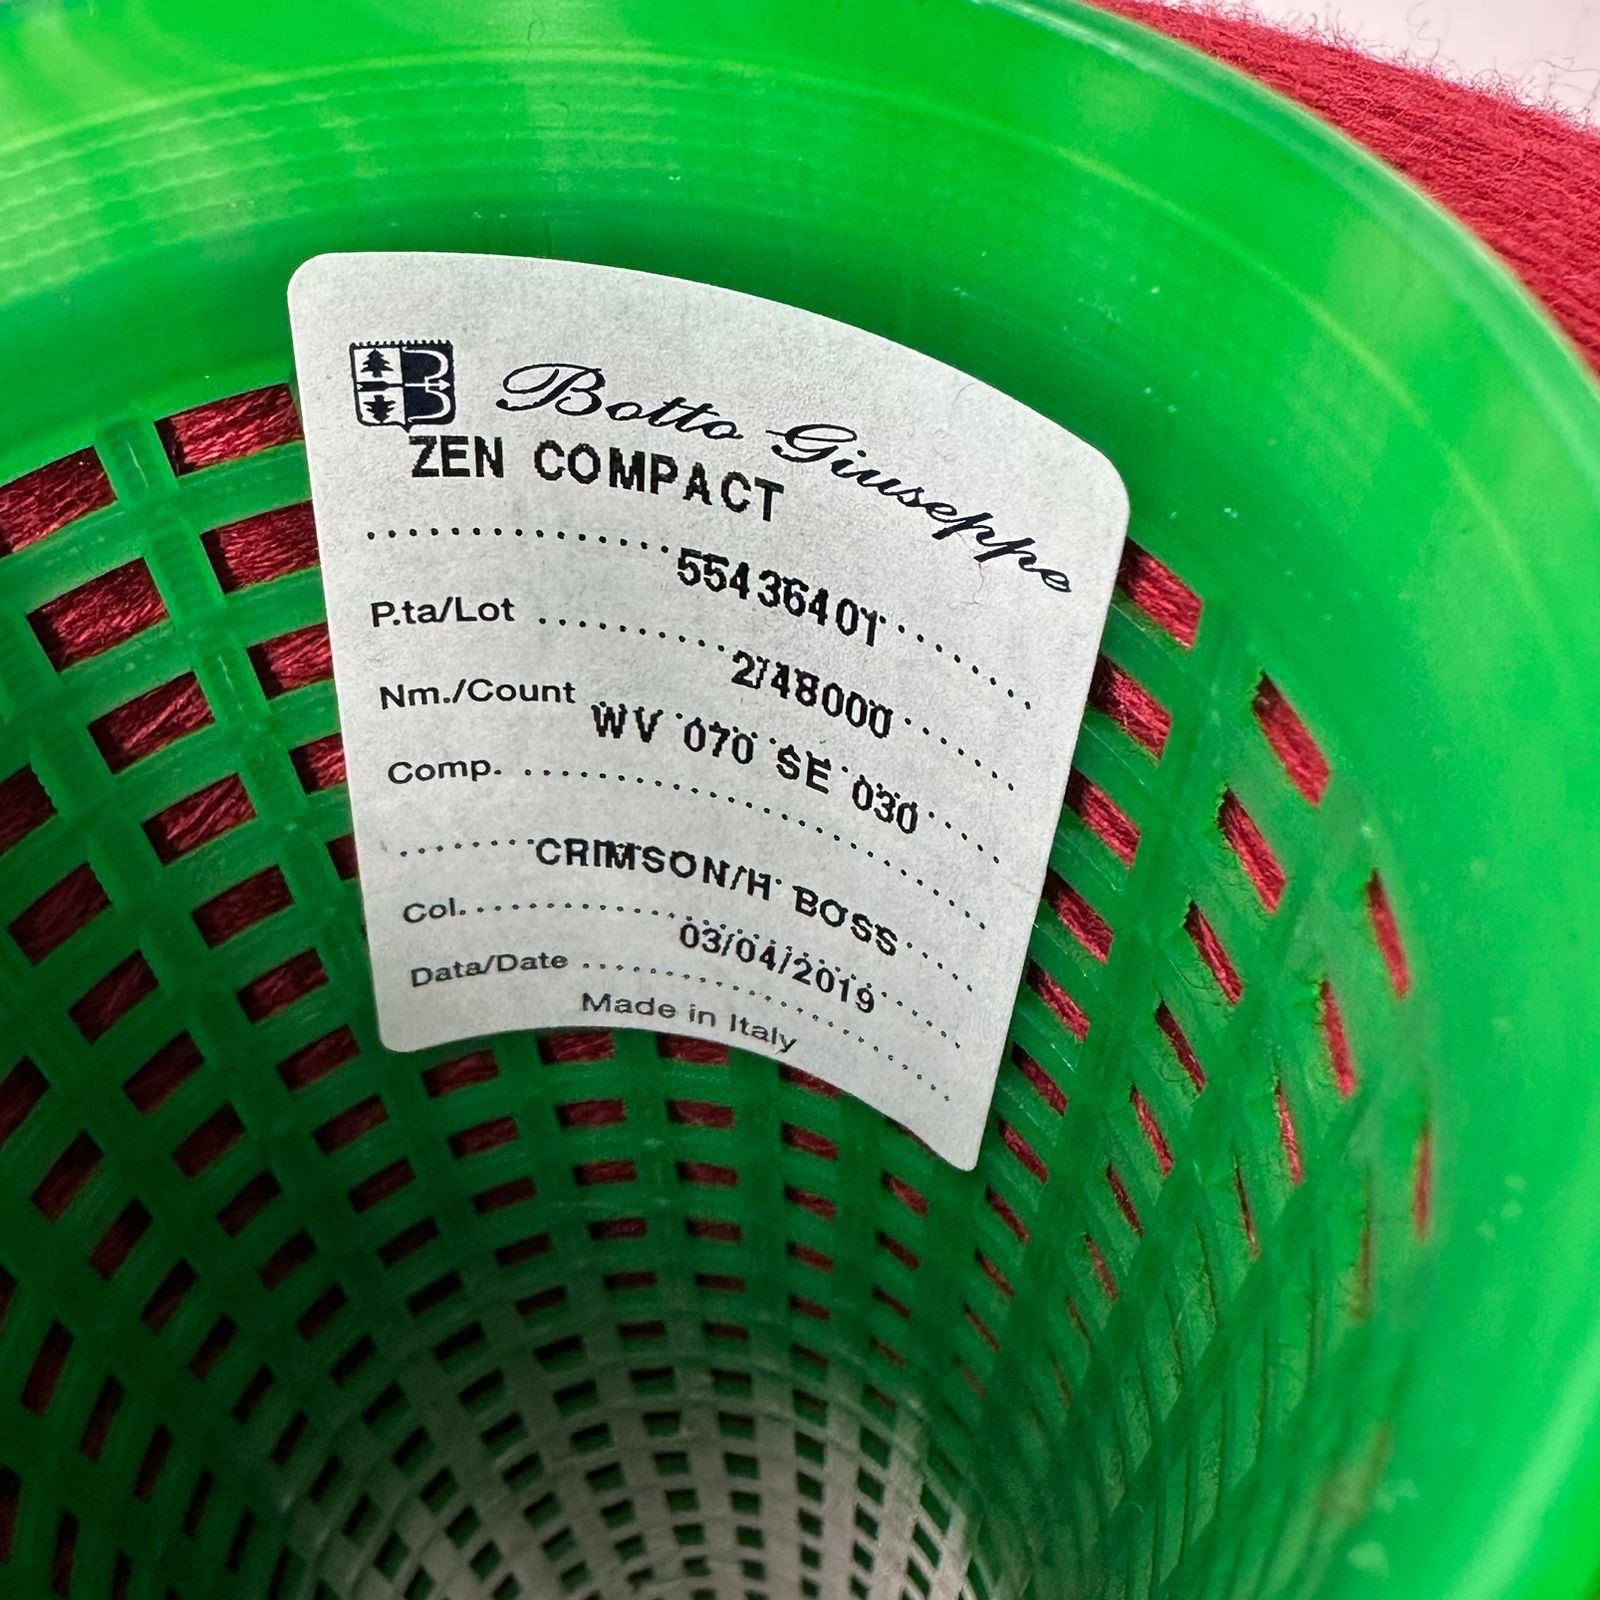 Botto Giuseppe
ZEN COMPACT
P.ta/Lot 55436401
Nm./Count 2/48000
Comp. WV 070 SE 030
Col. CRIMSON/H BOSS
Data/Date 03/04/2019
Made in Italy